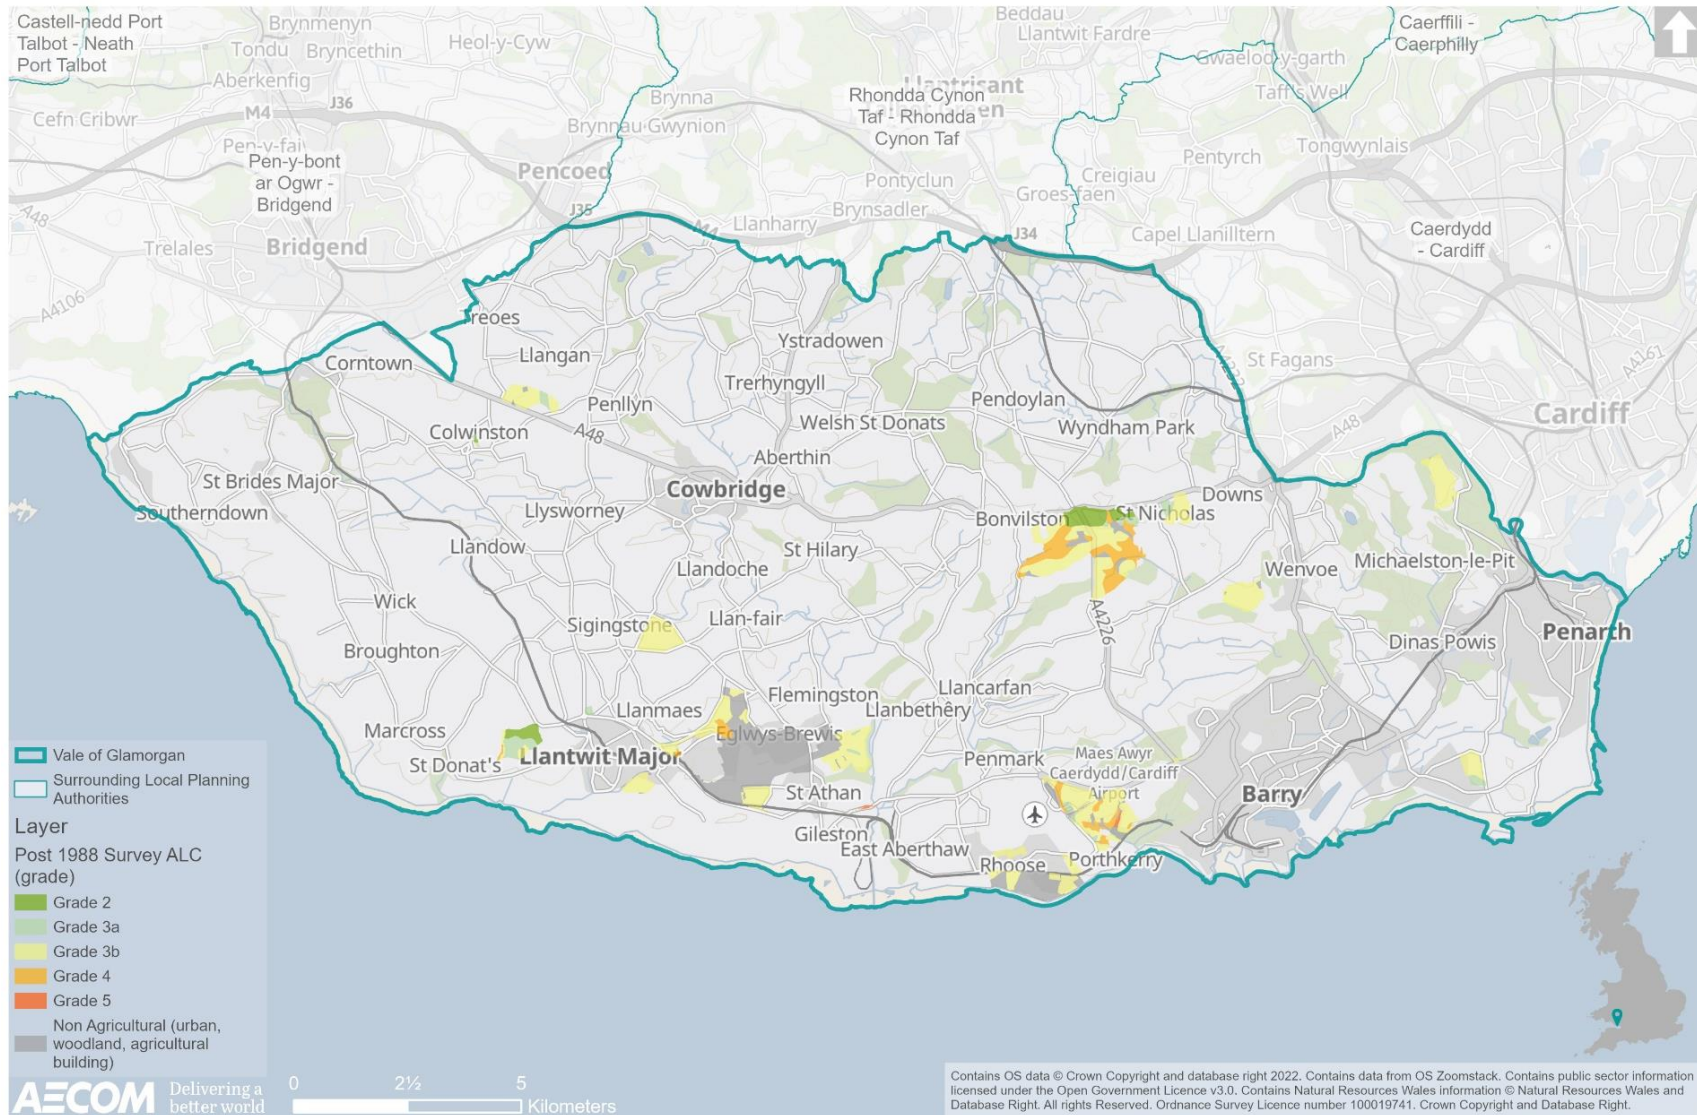 Castell-nedd Port
Talbot - Neath
Port Talbot
Brynmenyn
Tondu
Bryncethin
Heol-y-Cyw
Aberkenfig
Beddau
Llantwit Fardre
Caerffili -
Caerphilly
Gwaelod-y-garth
Taff's Well
Cefn Cribwr
M4
J36
Brynna
Brynnau Gwynion
Llantrisant
Rhondda Cynon
Taf - Rhondda
Cynon Taf
Pen-y-fai
Pen-y-bont
ar Ogwr -
Bridgend
Pencoed
Pentyrch
Tongwynlais
Pontyclun
Creigiau
Groes-faen
A48
J35
Brynsadler
Llanharry
M4
J34
Capel Llanilltern
Caerdydd
- Cardiff
Trelales
Bridgend
A4106
Treoes
Corntown
Llangan
Ystradowen
A4232
St Fagans
AA161
Trerhyngyll
Penllyn
Pendoylan
Cardiff
Colwinston
A48
Welsh St Donats
Wyndham Park
A48
Aberthin
St Brides Major
Cowbridge
Downs
Southerndown
Llysworney
Bonvilston
St Nicholas
Llandow
St Hilary
Llandoche
Wenvoe
Michaelston-le-Pit
Wick
Sigingstone
Llan-fair
A4226
Penarth
Dinas Powis
Broughton
Flemingston
Llancarfan
Llanmaes
Llanbethêry
Marcross
Eglwys-Brewis
St Donat's
Llantwit Major
Penmark
Maes Awyr
Caerdydd/Cardiff
Airport
St Athan
Barry
Gileston
East Aberthaw
Rhoose
Porthkerry
Vale of Glamorgan
Surrounding Local Planning
Authorities
Layer
Post 1988 Survey ALC
(grade)
Grade 2
Grade 3a
Grade 3b
Grade 4
Grade 5
Non Agricultural (urban,
woodland, agricultural
building)
AECOM
Delivering a
better world
0 2½ 5
Kilometers
Contains OS data © Crown Copyright and database right 2022. Contains data from OS Zoomstack. Contains public sector information
licensed under the Open Government Licence v3.0. Contains Natural Resources Wales information © Natural Resources Wales and
Database Right. All rights Reserved. Ordnance Survey Licence number 100019741. Crown Copyright and Database Right.